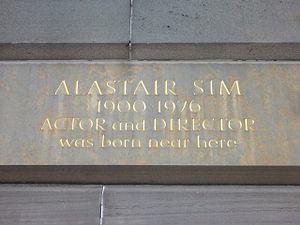 ALASTAIR SIM
1900-1976
ACTOR and DIRECTOR
was born near here